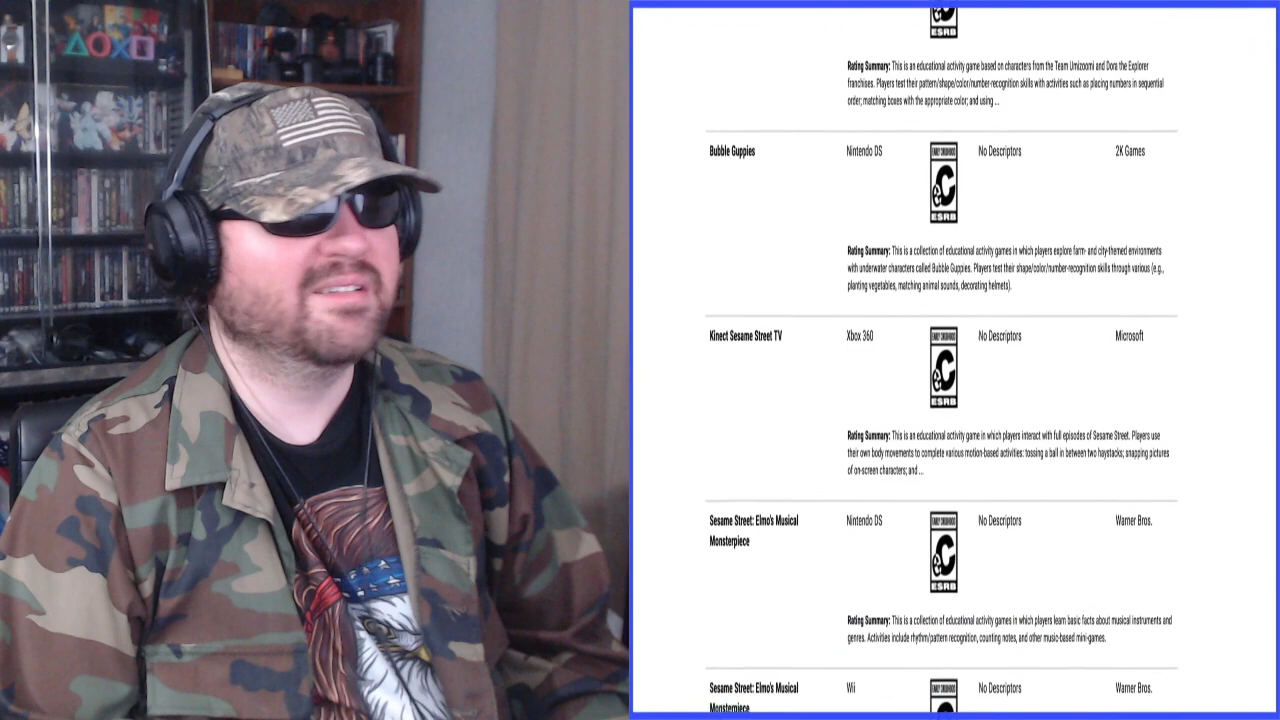 ESRB
Rating Summary: This is an educational activity game based on characters from the Team Umizoomi and Dora the Explorer
franchises. Players test their pattern/shape/color/number-recognition skills with activities such as placing numbers in sequential
order; matching boxes with the appropriate color; and using ...
Bubble Guppies Nintendo DS EARLY CHILDHOOD No Descriptors 2K Games
C
ESRB
Rating Summary: This is a collection of educational activity games in which players explore farm- and city-themed environments
with underwater characters called Bubble Guppies. Players test their shape/color/number-recognition skills through various (e.g.,
planting vegetables, matching animal sounds, decorating helmets).
Kinect Sesame Street TV Xbox 360 EARLY CHILDHOOD No Descriptors Microsoft
C
ESRB
Rating Summary: This is an educational activity game in which players interact with full episodes of Sesame Street. Players use
their own body movements to complete various motion-based activities: tossing a ball in between two haystacks; snapping pictures
of on-screen characters; and ...
Sesame Street: Elmo's Musical Nintendo DS EARLY CHILDHOOD No Descriptors Warner Bros.
Monsterpiece
C
ESRB
Rating Summary: This is a collection of educational activity games in which players learn basic facts about musical instruments and
genres. Activities include rhythm/pattern recognition, counting notes, and other music-based mini-games.
Sesame Street: Elmo's Musical Wii EARLY CHILDHOOD No Descriptors Warner Bros.
Monsterpiece